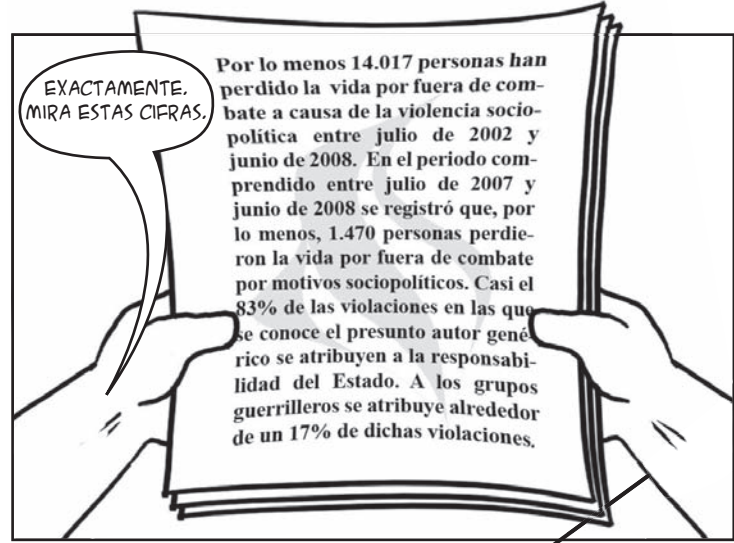 EXACTAMENTE.
MIRA ESTAS CIFRAS.
Por lo menos 14.017 personas han
perdido la vida por fuera de com-
bate a causa de la violencia socio-
política entre julio de 2002 y
junio de 2008. En el periodo com-
prendido entre julio de 2007 y
junio de 2008 se registró que, por
lo menos, 1.470 personas perdie-
ron la vida por fuera de combate
por motivos sociopolíticos. Casi el
83% de las violaciones en las que
se conoce el presunto autor gené-
rico se atribuyen a la responsabi-
lidad del Estado. A los grupos
guerrilleros se atribuye alrededor
de un 17% de dichas violaciones.